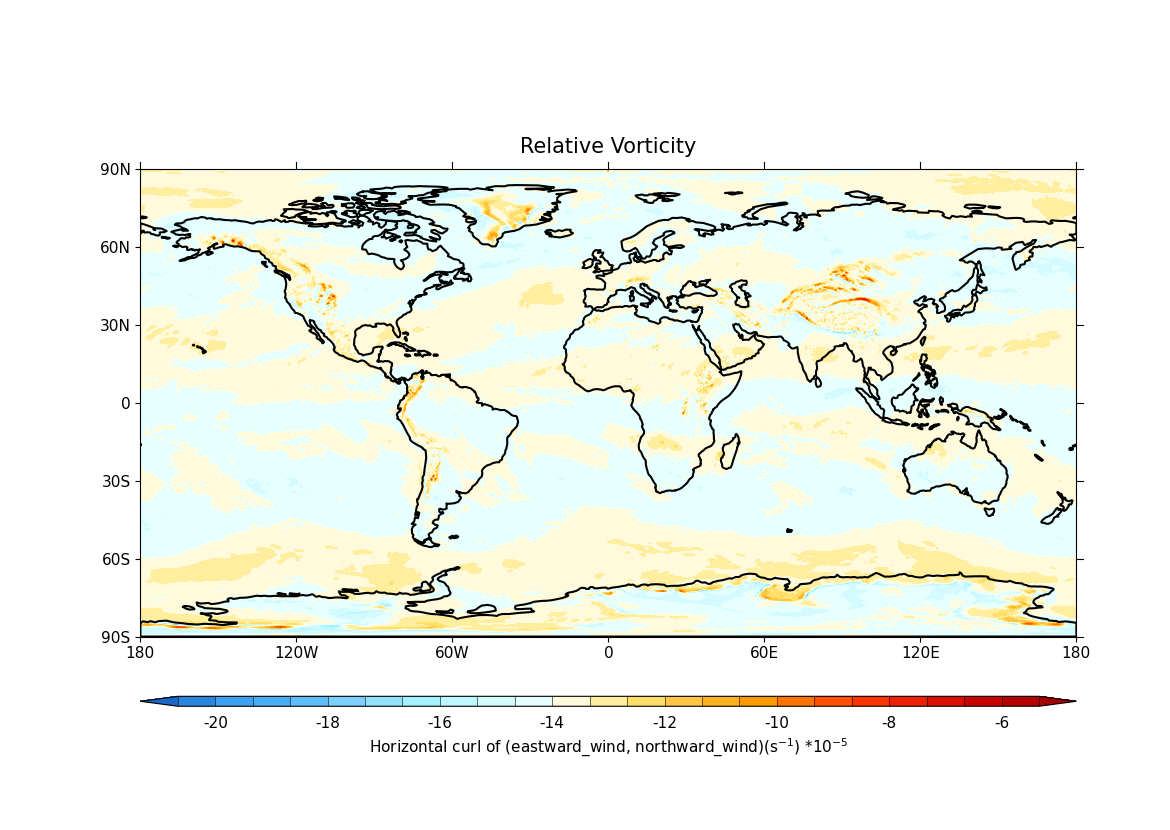 Relative Vorticity
90N
60N
30N
0
30S
60S
90S
180 120W 60W 0 60E 120E 180
-20 -18 -16 -14 -12 -10 -8 -6
Horizontal curl of (eastward_wind, northward_wind)(s⁻¹) *10⁻⁵